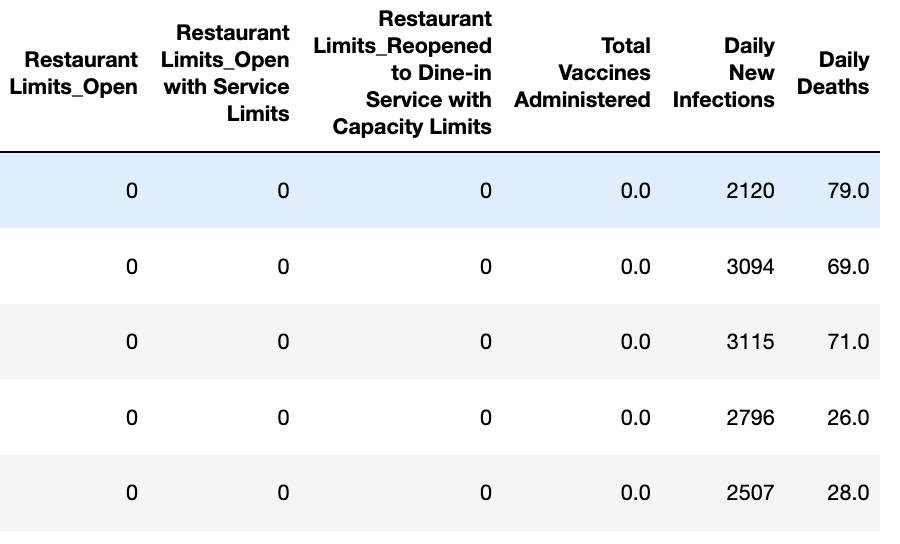 Restaurant Limits_Open | Restaurant Limits_Open with Service Limits | Restaurant Limits_Reopened to Dine-in Service with Capacity Limits | Total Vaccines Administered | Daily New Infections | Daily Deaths
0 0 0 0.0 2120 79.0
0 0 0 0.0 3094 69.0
0 0 0 0.0 3115 71.0
0 0 0 0.0 2796 26.0
0 0 0 0.0 2507 28.0